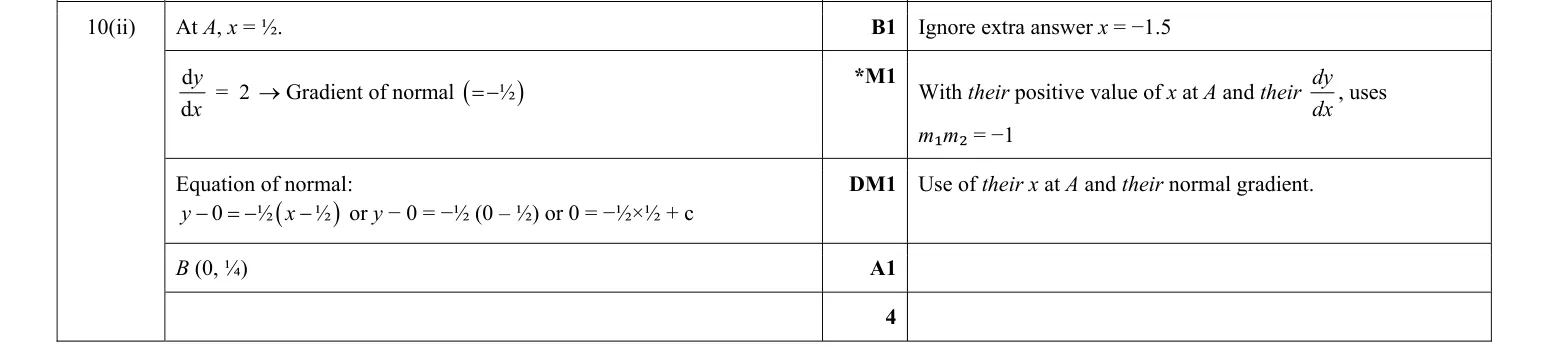 10(ii) At A, x = ½. B1 Ignore extra answer x = −1.5
dy/dx = 2 → Gradient of normal (=−½) *M1 With their positive value of x at A and their dy/dx, uses
m₁m₂ = −1
Equation of normal: DM1 Use of their x at A and their normal gradient.
y − 0 = −½(x − ½) or y − 0 = −½ (0 – ½) or 0 = −½×½ + c
B (0, ¼) A1
4